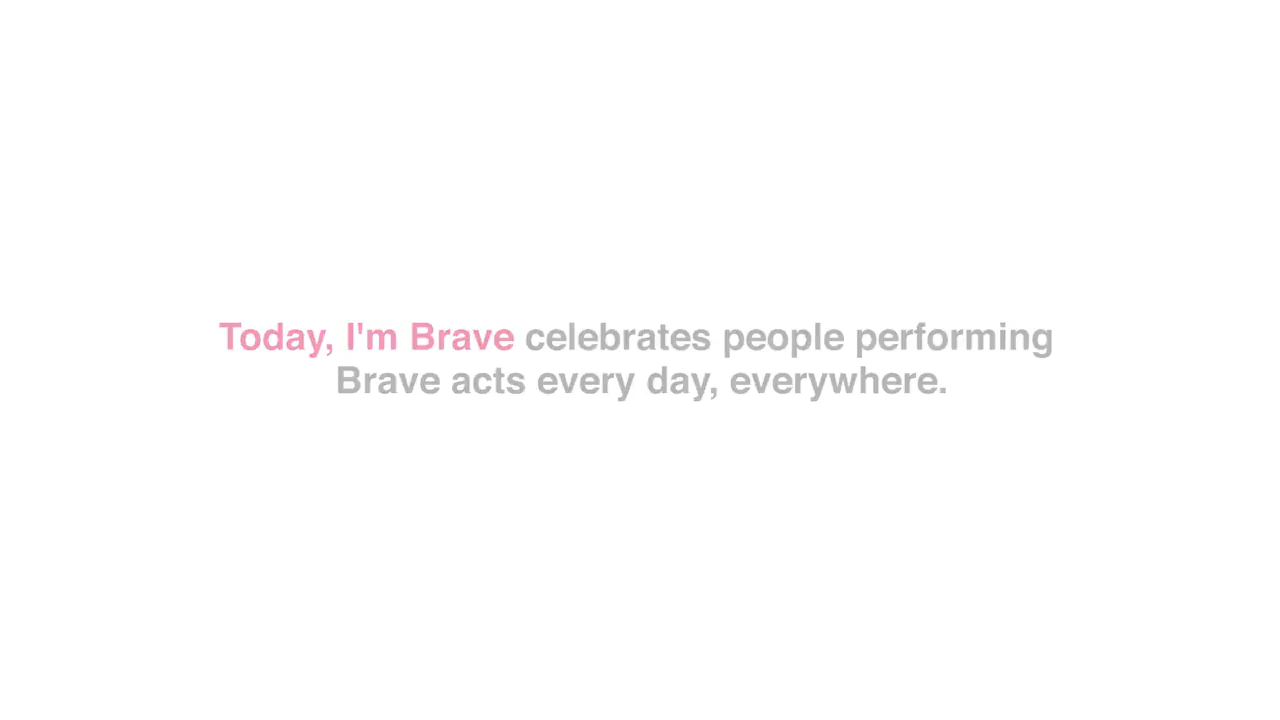 Today, I'm Brave celebrates people performing
Brave acts every day, everywhere.